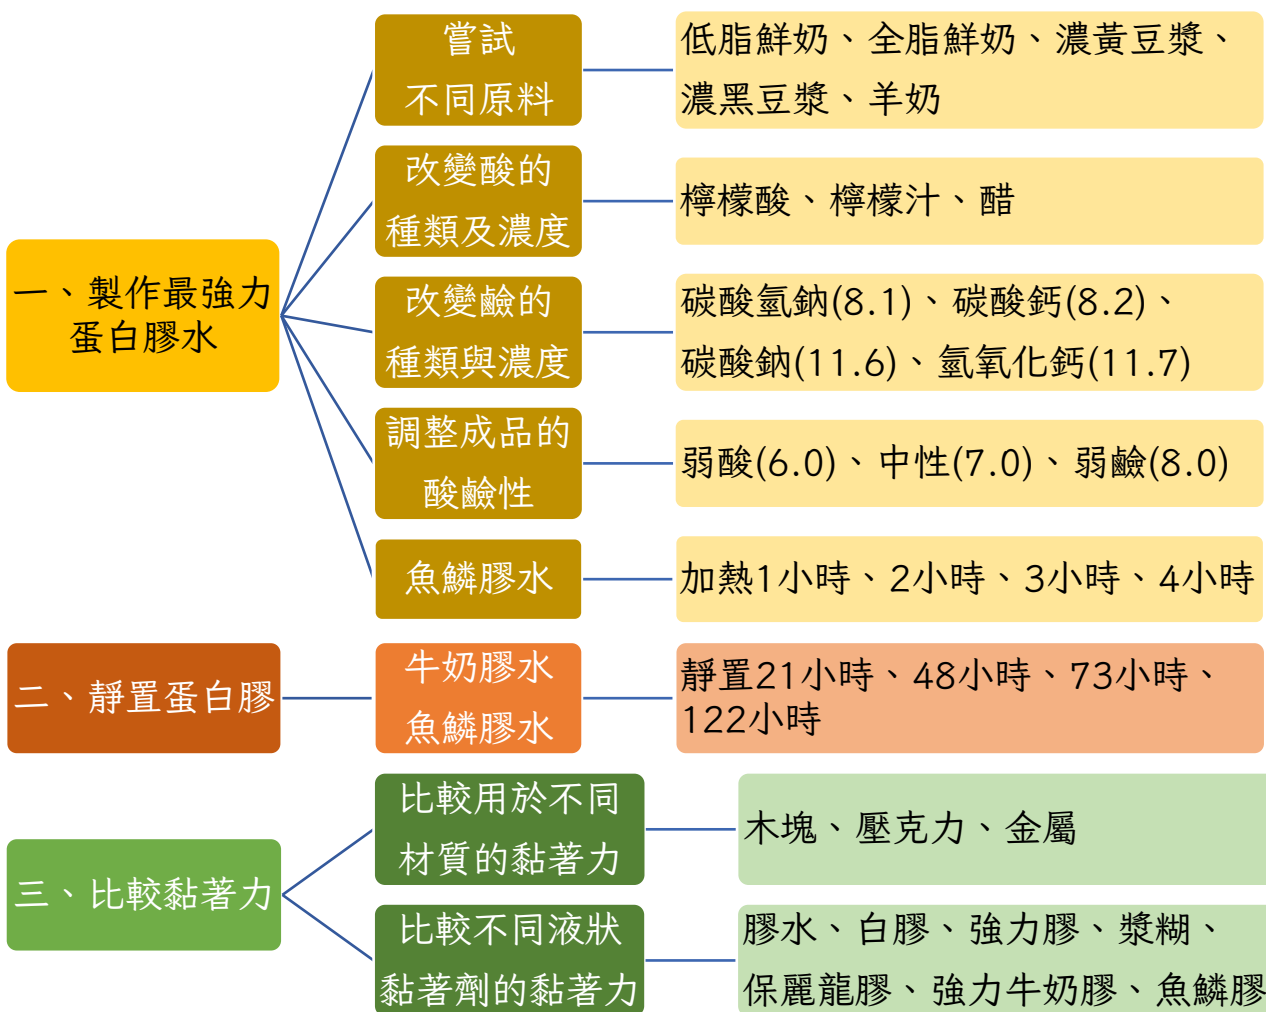 一、製作最強力
蛋白膠水
嘗試
不同原料
低脂鮮奶、全脂鮮奶、濃黃豆漿、
濃黑豆漿、羊奶
改變酸的
種類及濃度
檸檬酸、檸檬汁、醋
改變鹼的
種類與濃度
碳酸氫鈉(8.1)、碳酸鈣(8.2)、
碳酸鈉(11.6)、氫氧化鈣(11.7)
調整成品的
酸鹼性
弱酸(6.0)、中性(7.0)、弱鹼(8.0)
魚鱗膠水
加熱1小時、2小時、3小時、4小時
二、靜置蛋白膠
牛奶膠水
魚鱗膠水
靜置21小時、48小時、73小時、
122小時
三、比較黏著力
比較用於不同
材質的黏著力
木塊、壓克力、金屬
比較不同液狀
黏著劑的黏著力
膠水、白膠、強力膠、漿糊、
保麗龍膠、強力牛奶膠、魚鱗膠